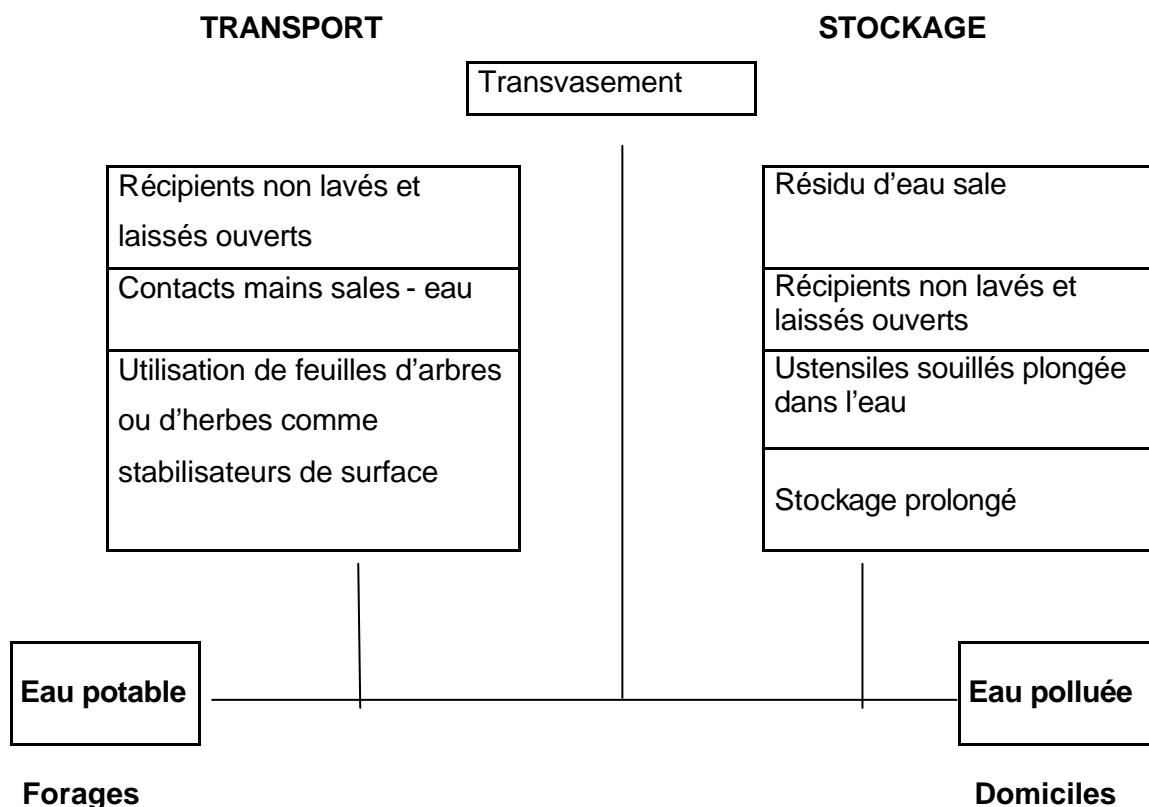 TRANSPORT
STOCKAGE
Transvasement
Récipients non lavés et
laissés ouverts
Contacts mains sales - eau
Utilisation de feuilles d'arbres
ou d'herbes comme
stabilisateurs de surface
Résidu d'eau sale
Récipients non lavés et
laissés ouverts
Ustensiles souillés plongée
dans l'eau
Stockage prolongé
Eau potable
Eau polluée
Forages
Domiciles